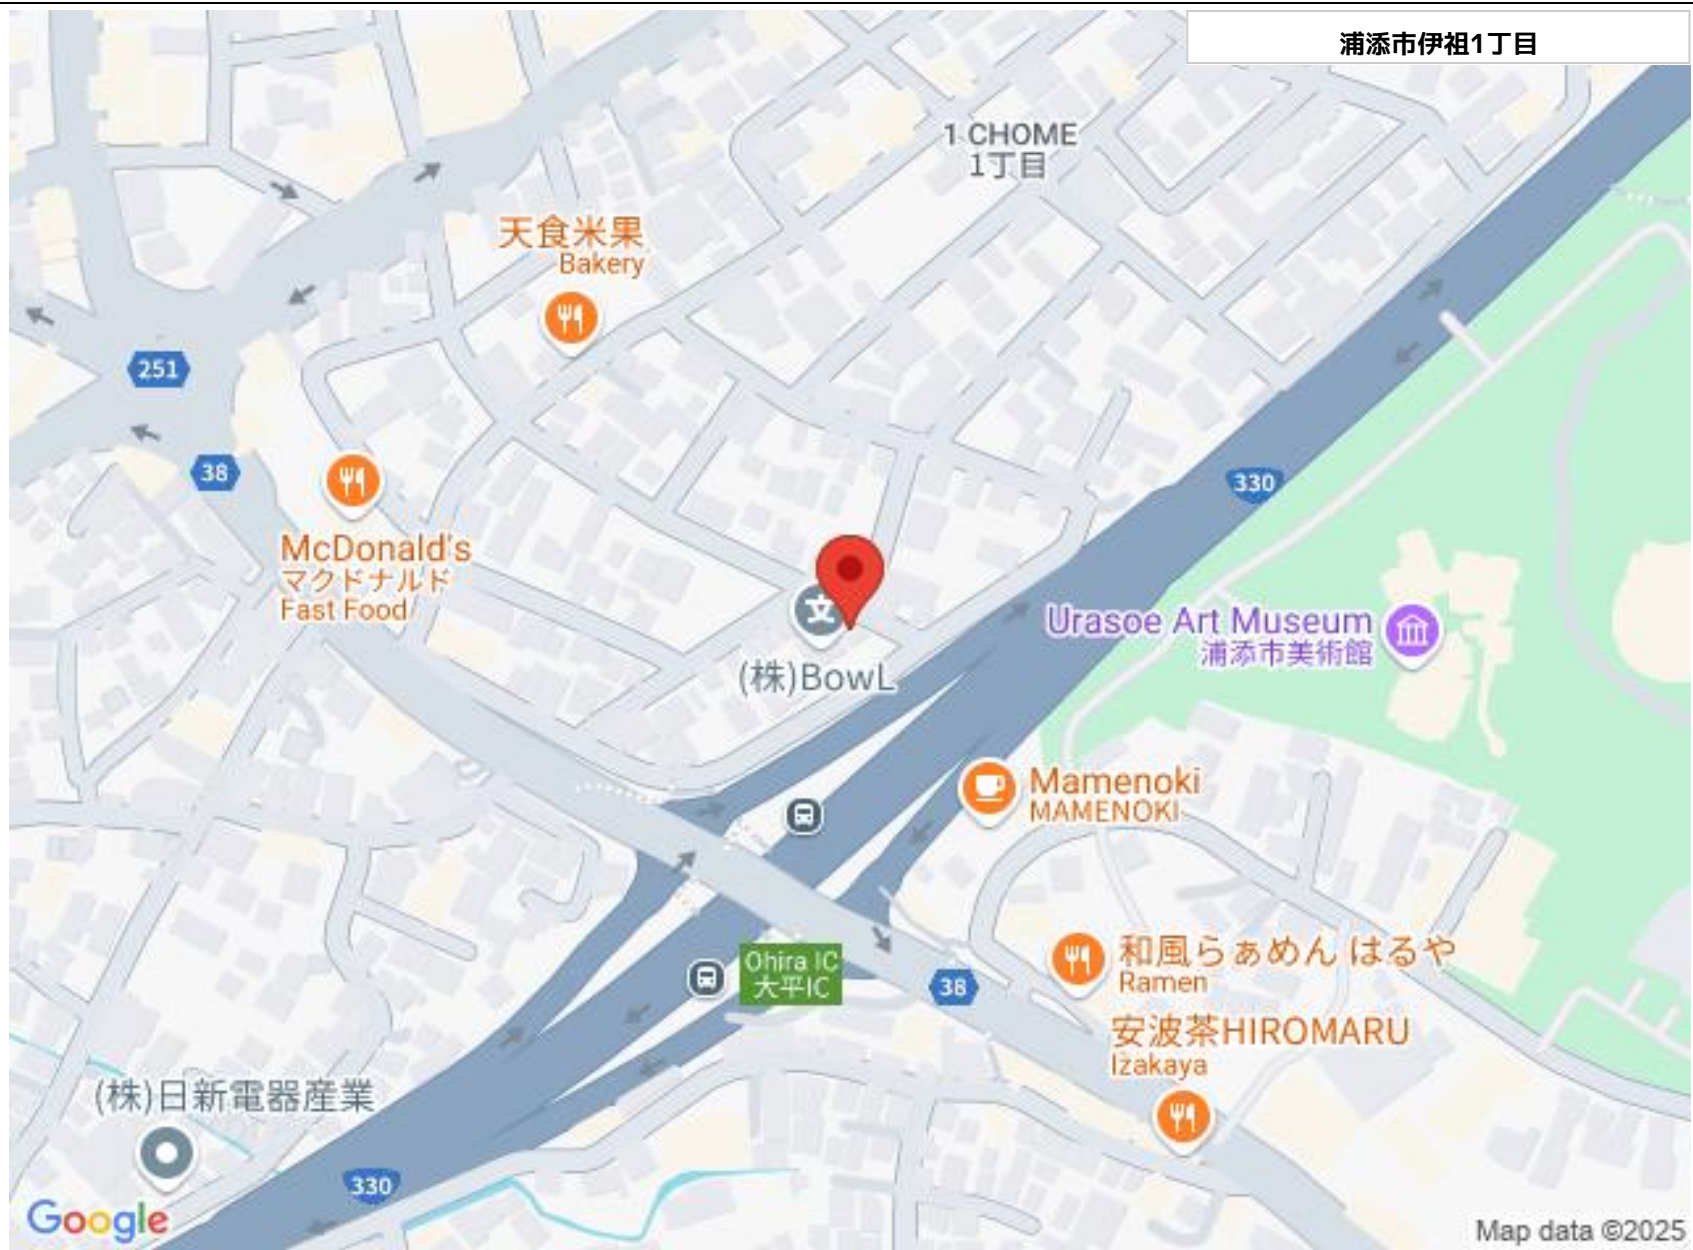 浦添市伊祖1丁目
1 CHOME
1丁目
天食米果
Bakery
251
38
330
McDonald's
マクドナルド
Fast Food
文
(株)BowL
Urasoe Art Museum
浦添市美術館
Mamenoki
MAMENOKI
和風らぁめん はるや
Ramen
Ohira IC
大平IC
38
安波茶HIROMARU
Izakaya
(株)日新電器産業
330
Google
Map data ©2025